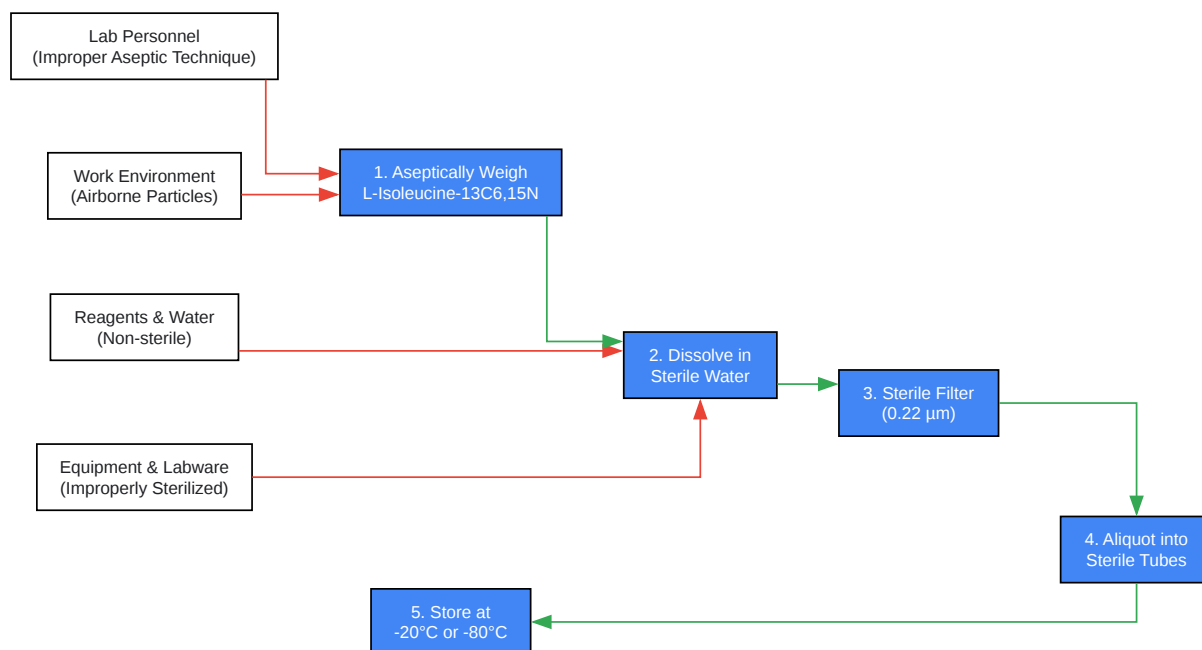 Lab Personnel
(Improper Aseptic Technique)
Work Environment
(Airborne Particles)
1. Aseptically Weigh
L-Isoleucine-13C6,15N
Reagents & Water
(Non-sterile)
2. Dissolve in
Sterile Water
3. Sterile Filter
(0.22 µm)
Equipment & Labware
(Improperly Sterilized)
4. Aliquot into
Sterile Tubes
5. Store at
-20°C or -80°C